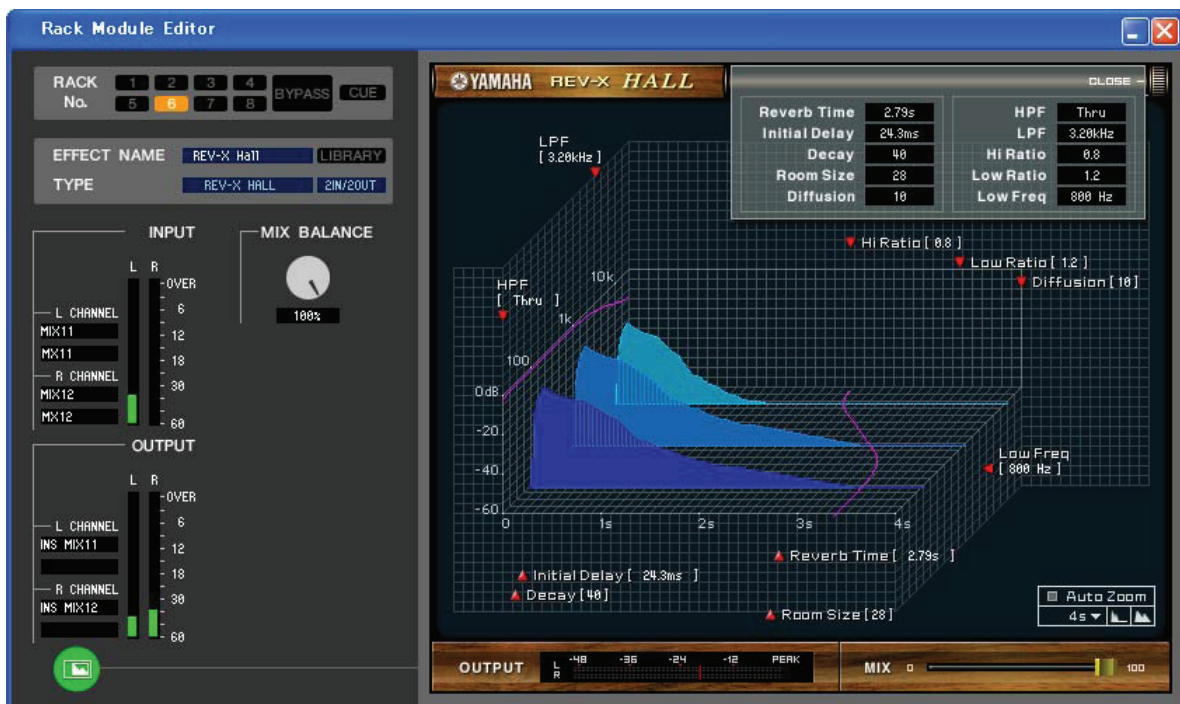 Rack Module Editor
RACK No.
1 2 3 4
5 6 7 8
BYPASS
CUE
EFFECT NAME REV-X Hall LIBRARY
TYPE REV-X HALL 2IN/2OUT
INPUT
L R
OVER
6
12
18
30
60
L CHANNEL
MIX11
MX11
R CHANNEL
MIX12
MX12
MIX BALANCE
100%
OUTPUT
L R
OVER
6
12
18
30
60
L CHANNEL
INS MIX11
R CHANNEL
INS MIX12
YAMAHA REV-X HALL
CLOSE -
Reverb Time 2.79s
Initial Delay 24.3ms
Decay 40
Room Size 28
Diffusion 10
HPF Thru
LPF 3.20kHz
Hi Ratio 0.8
Low Ratio 1.2
Low Freq 800 Hz
LPF
[ 3.20kHz ]
Hi Ratio [ 0.8 ]
Low Ratio [ 1.2 ]
Diffusion [10]
HPF
[ Thru ]
10k
1k
100
0dB
-20
-40
-60
0 1s 2s 3s 4s
Low Freq
[ 800 Hz ]
Reverb Time [ 2.79s ]
Initial Delay [ 24.3ms ]
Decay [40]
Room Size [28]
Auto Zoom
4s
OUTPUT
L
R
-48 -36 -24 -12 PEAK
MIX 0 100